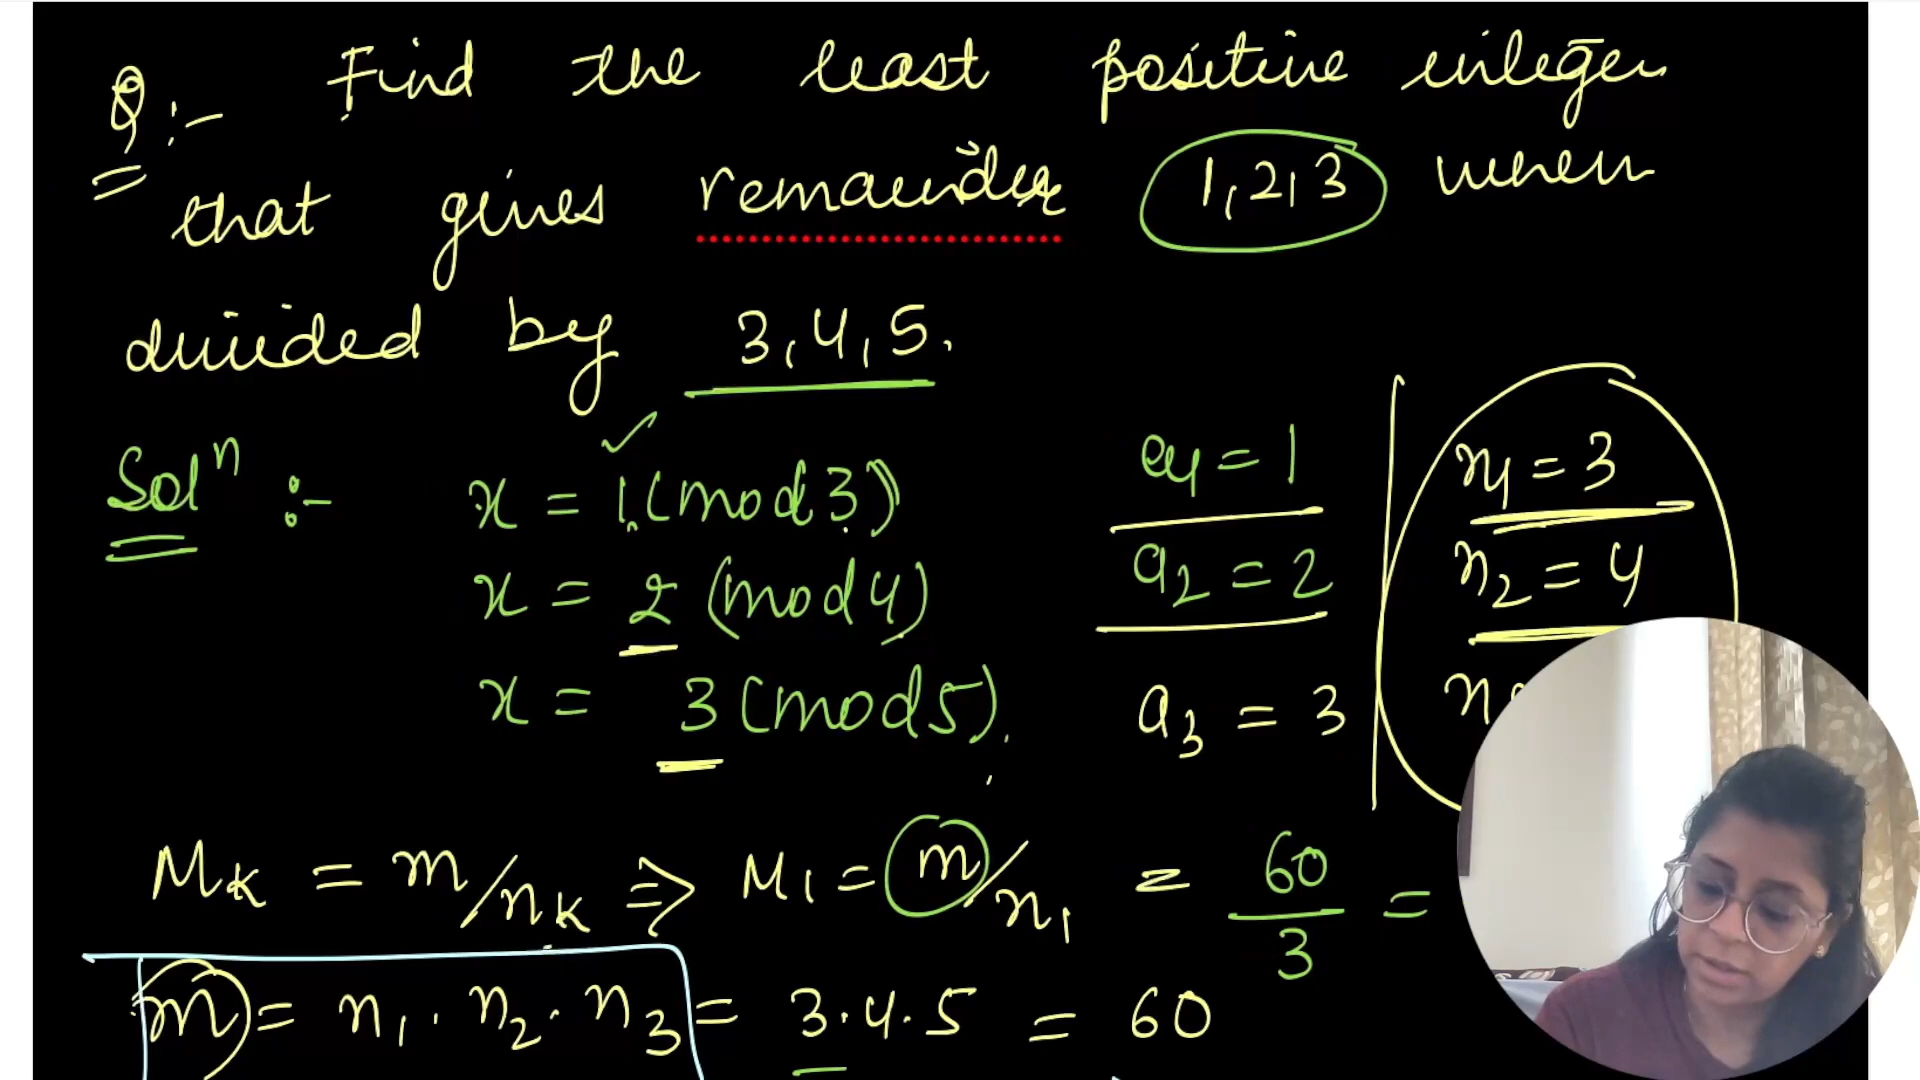 Q:- Find the least positive integer
that gives remainder 1, 2, 3 when
divided by 3, 4, 5.
Solⁿ :- x = 1 (mod 3) a₁ = 1 n₁ = 3
x = 2 (mod 4) a₂ = 2 n₂ = 4
x = 3 (mod 5). a₃ = 3 n
Mₖ = m/nₖ ⇒ M₁ = m/n₁ = 60/3 =
m = n₁ . n₂ . n₃ = 3.4.5 = 60